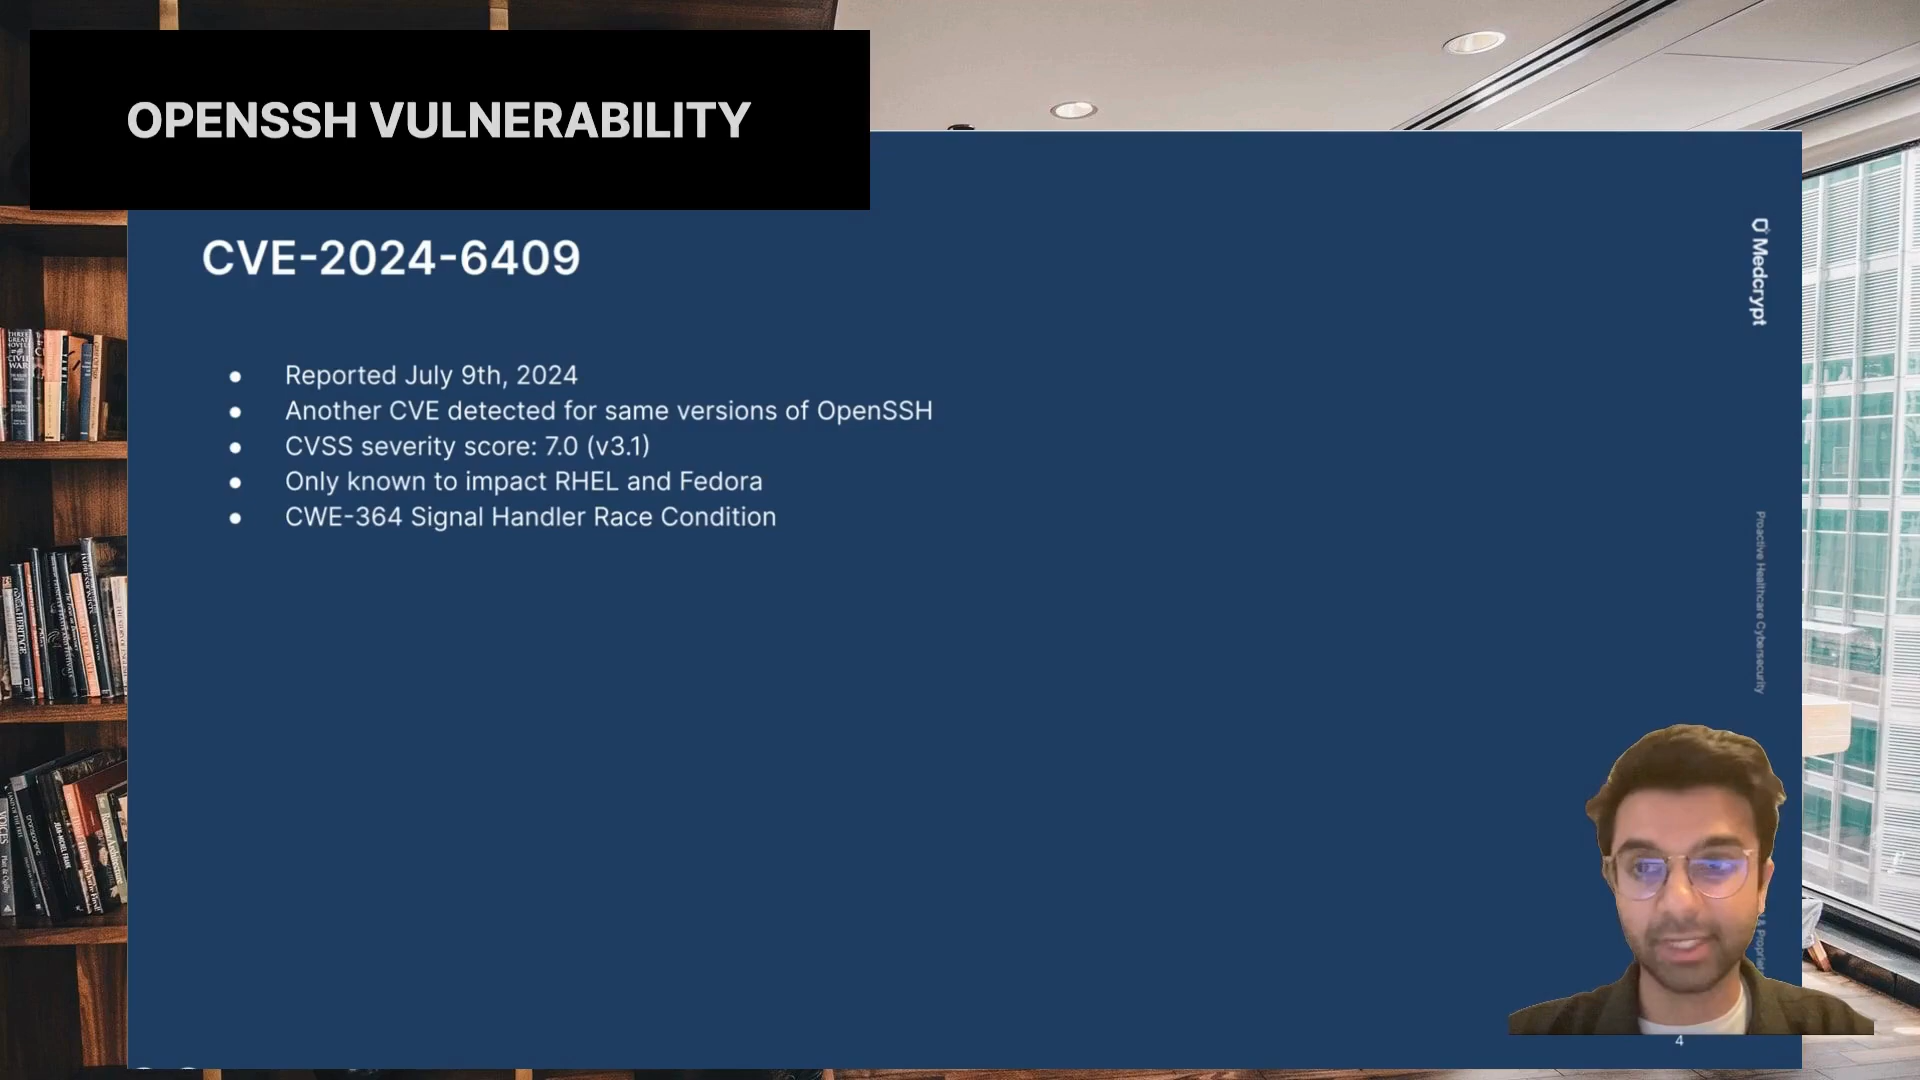 OPENSSH VULNERABILITY
CVE-2024-6409
Medcrypt
• Reported July 9th, 2024
• Another CVE detected for same versions of OpenSSH
• CVSS severity score: 7.0 (v3.1)
• Only known to impact RHEL and Fedora
• CWE-364 Signal Handler Race Condition
Proactive Healthcare Cybersecurity
4